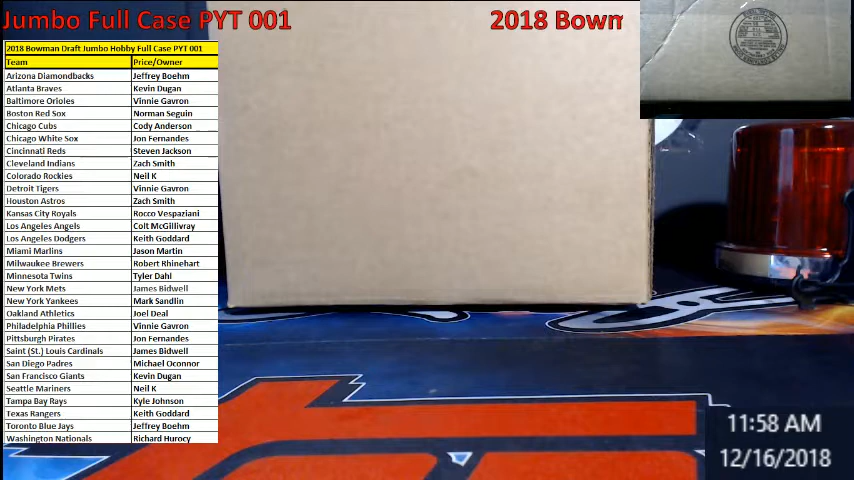 Jumbo Full Case PYT 001
2018 Bowm
2018 Bowman Draft Jumbo Hobby Full Case PYT 001
Team Price/Owner
Arizona Diamondbacks Jeffrey Boehm
Atlanta Braves Kevin Dugan
Baltimore Orioles Vinnie Gavron
Boston Red Sox Norman Seguin
Chicago Cubs Cody Anderson
Chicago White Sox Jon Fernandes
Cincinnati Reds Steven Jackson
Cleveland Indians Zach Smith
Colorado Rockies Neil K
Detroit Tigers Vinnie Gavron
Houston Astros Zach Smith
Kansas City Royals Rocco Vespaziani
Los Angeles Angels Colt McGillivray
Los Angeles Dodgers Keith Goddard
Miami Marlins Jason Martin
Milwaukee Brewers Robert Rhinehart
Minnesota Twins Tyler Dahl
New York Mets James Bidwell
New York Yankees Mark Sandlin
Oakland Athletics Joel Deal
Philadelphia Phillies Vinnie Gavron
Pittsburgh Pirates Jon Fernandes
Saint (St.) Louis Cardinals James Bidwell
San Diego Padres Michael Oconnor
San Francisco Giants Kevin Dugan
Seattle Mariners Neil K
Tampa Bay Rays Kyle Johnson
Texas Rangers Keith Goddard
Toronto Blue Jays Jeffrey Boehm
Washington Nationals Richard Hurocy
11:58 AM
12/16/2018